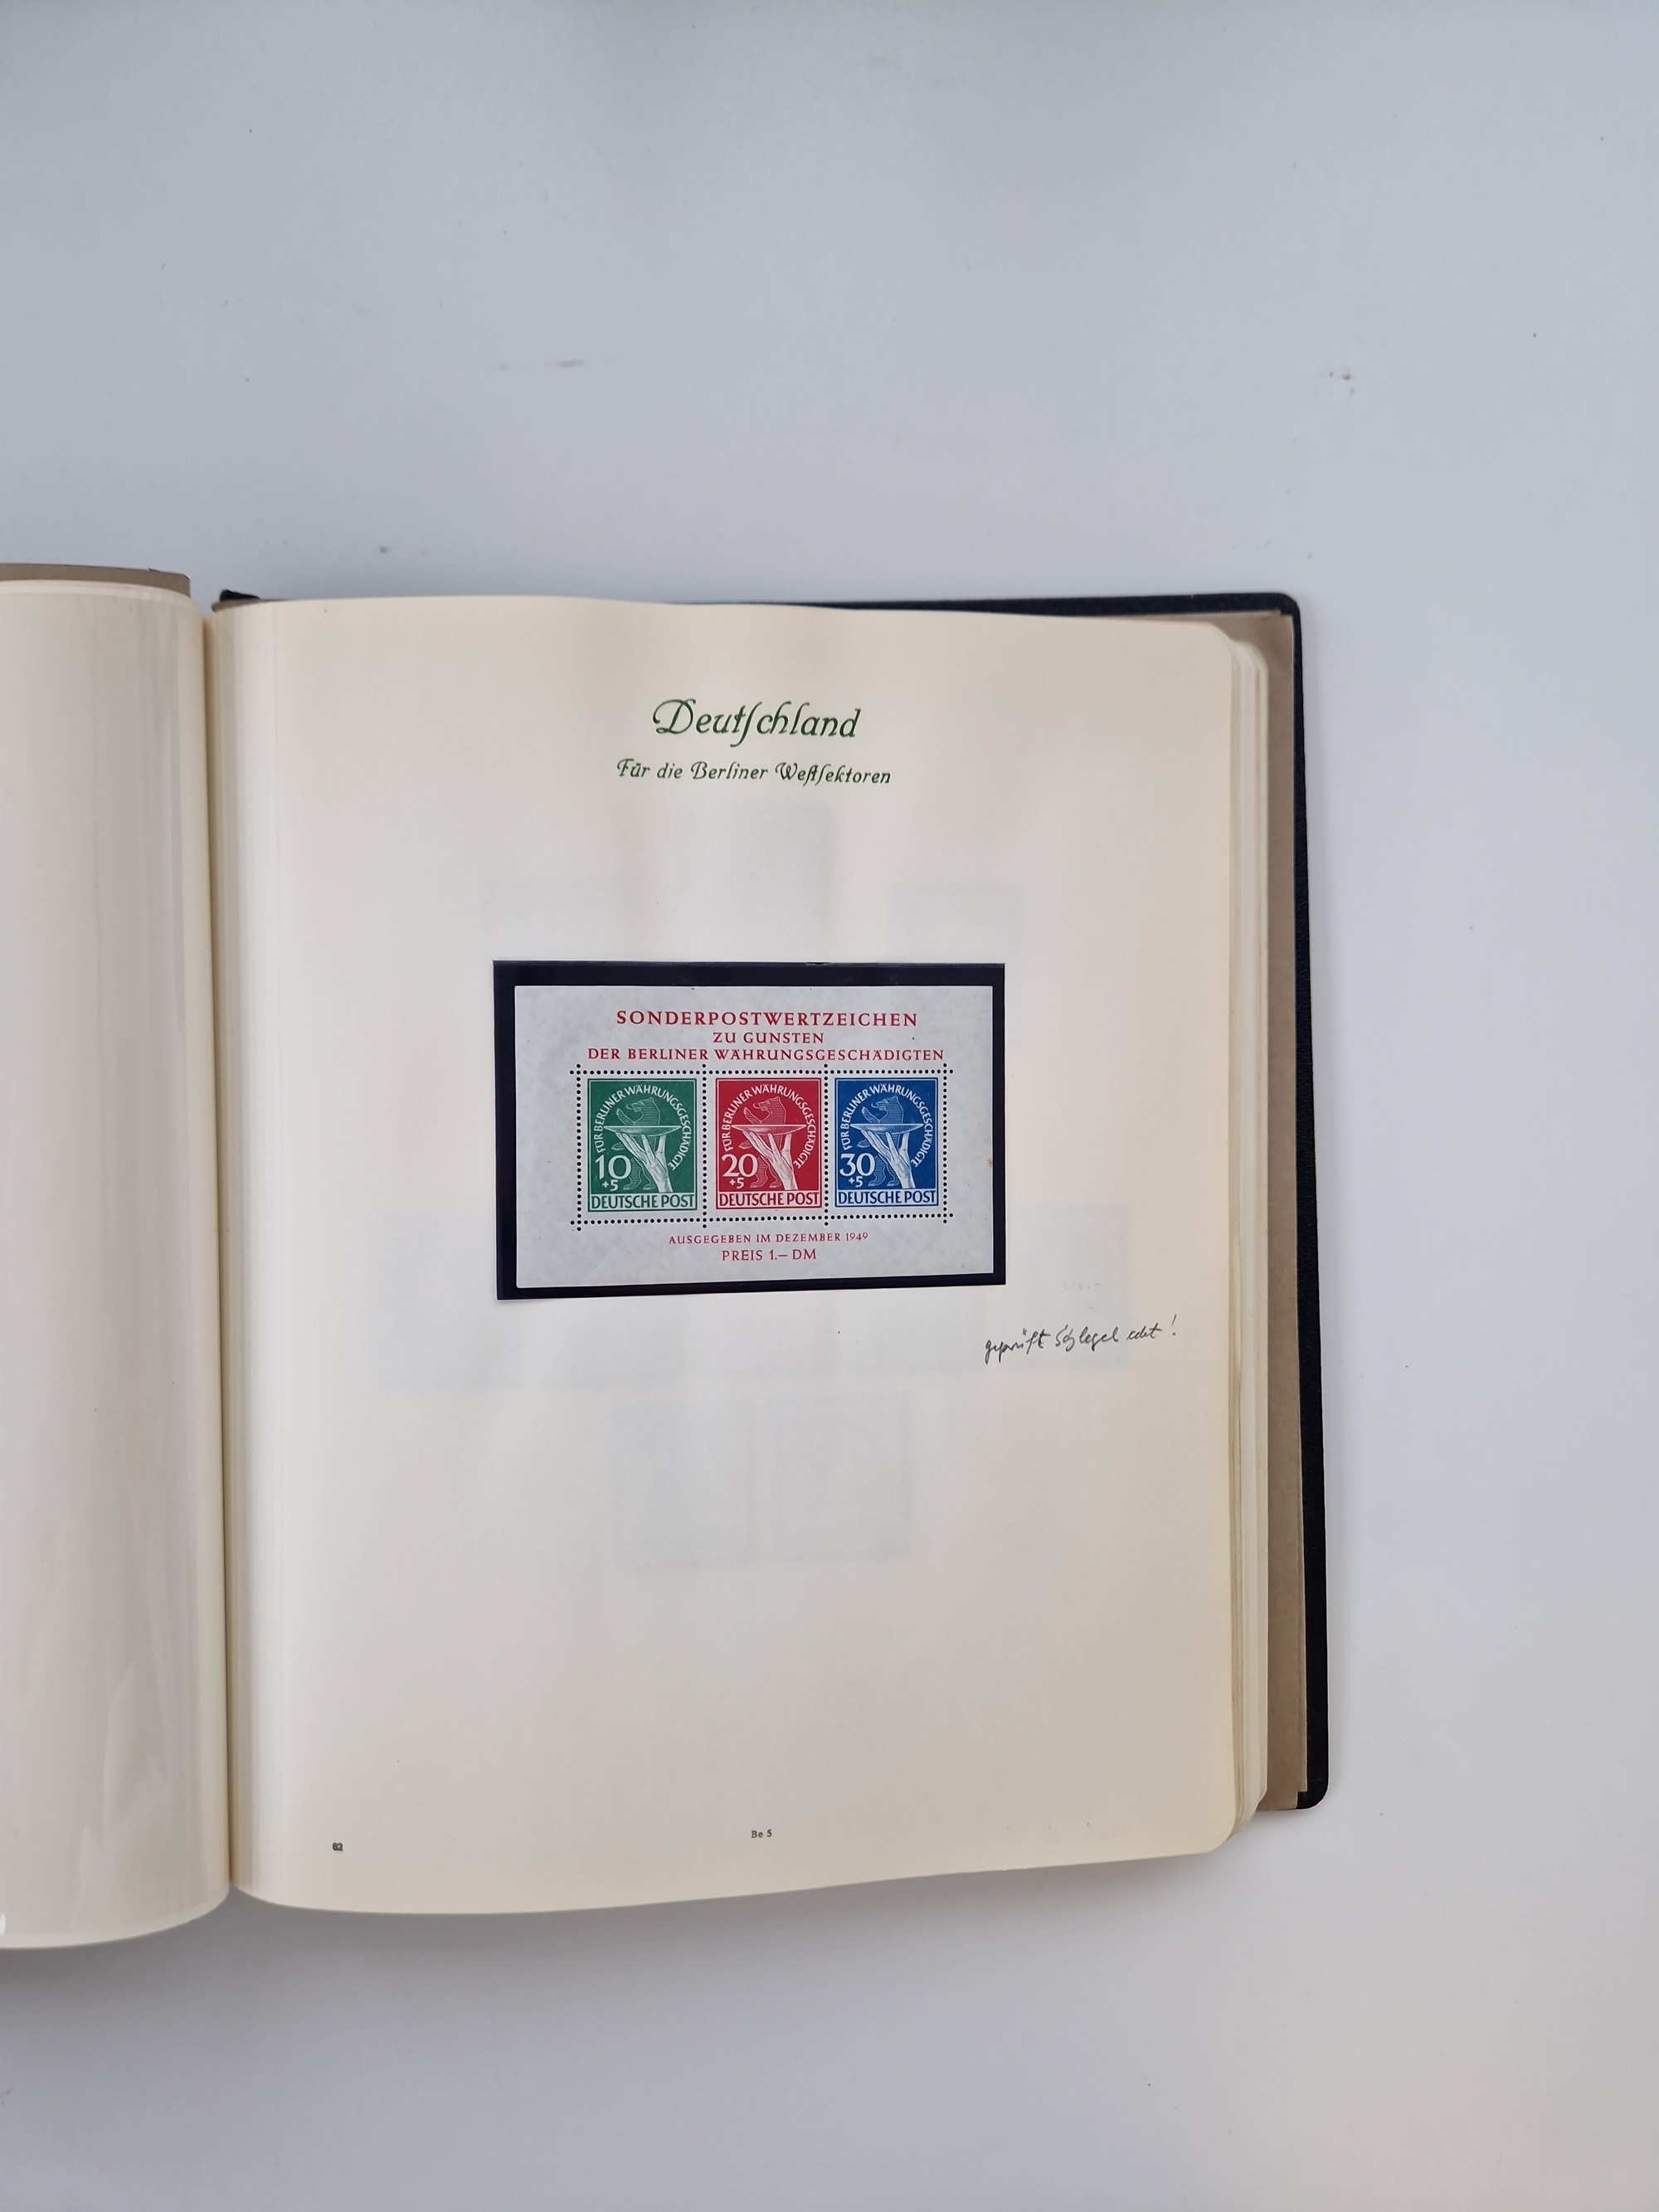 Deutſchland
Für die Berliner Weſtſektoren
SONDERPOSTWERTZEICHEN
ZU GUNSTEN
DER BERLINER WÄHRUNGSGESCHÄDIGTEN
FÜR BERLINER WÄHRUNGSGESCHÄDIGTE
10
+5
DEUTSCHE POST
FÜR BERLINER WÄHRUNGSGESCHÄDIGTE
20
+5
DEUTSCHE POST
FÜR BERLINER WÄHRUNGSGESCHÄDIGTE
30
+5
DEUTSCHE POST
AUSGEGEBEN IM DEZEMBER 1949
PREIS 1.— DM
geprüft Schlegel echt!
62
Be 5